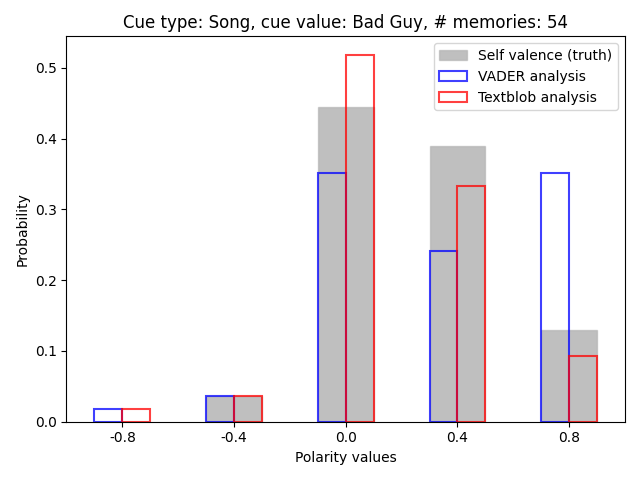 Cue type: Song, cue value: Bad Guy, # memories: 54
Self valence (truth)
VADER analysis
Textblob analysis
Probability
0.5
0.4
0.3
0.2
0.1
0.0
-0.8 -0.4 0.0 0.4 0.8
Polarity values